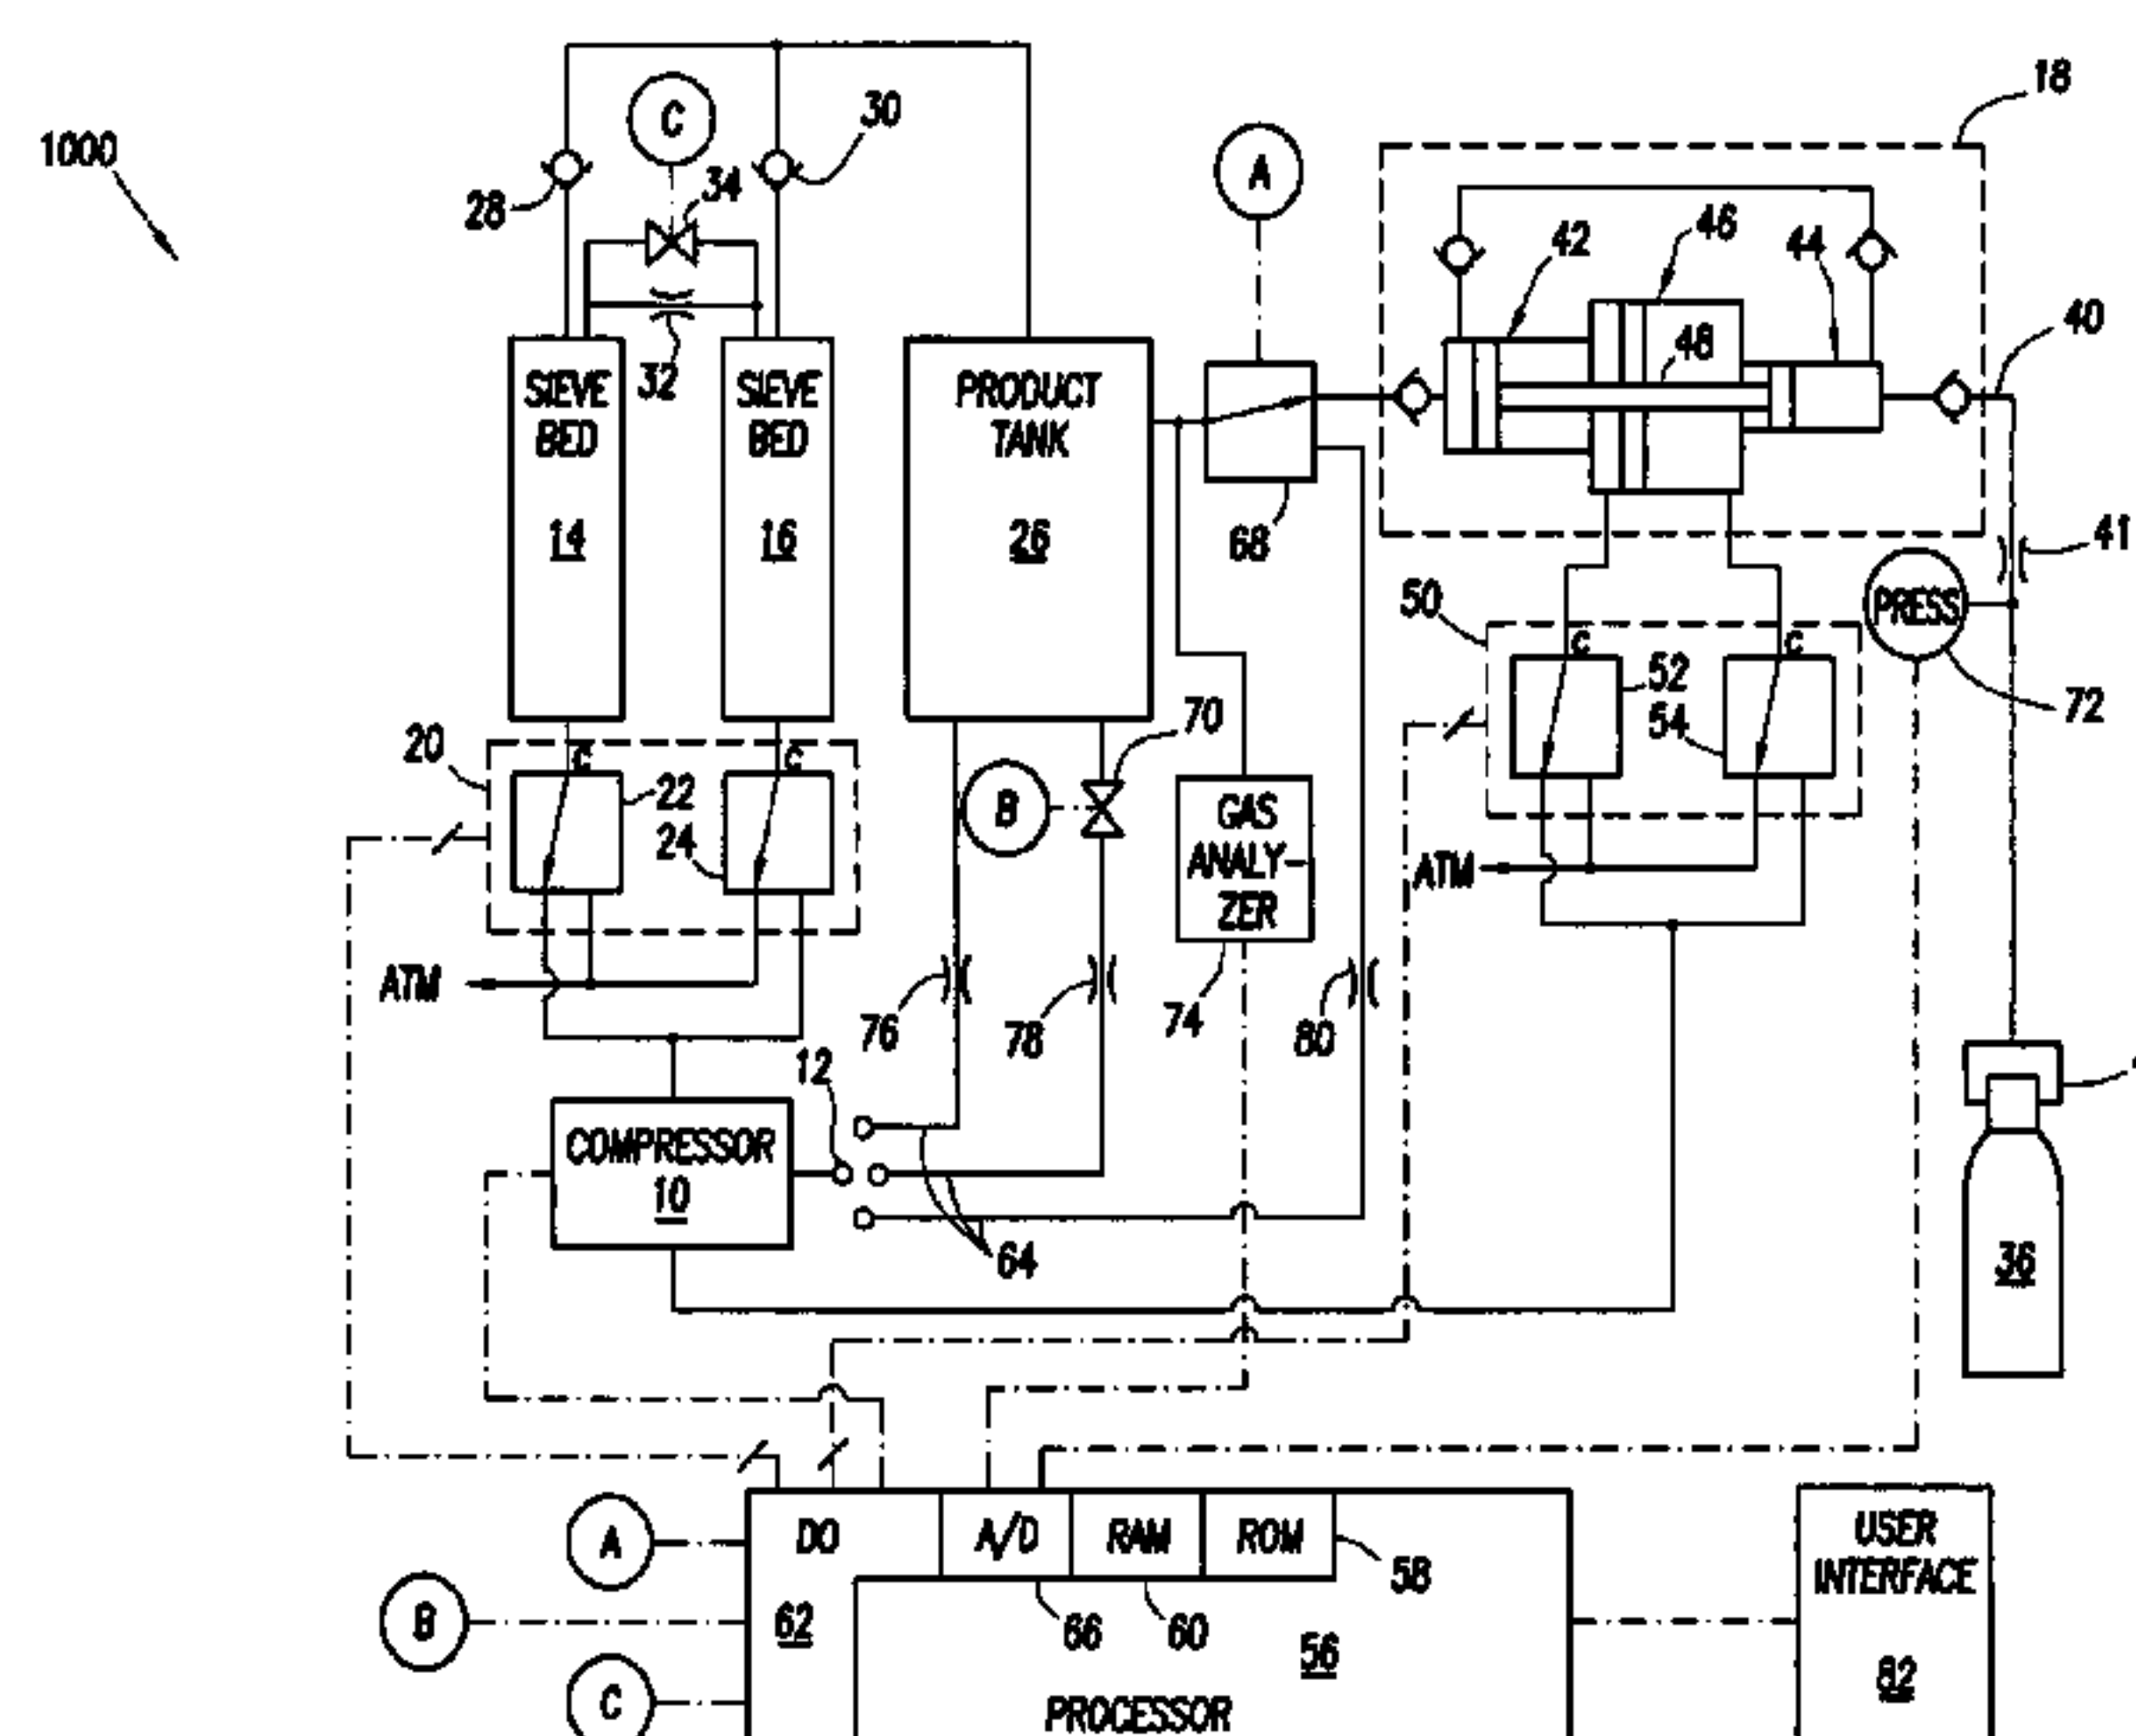 1000
18
C
30
A
28
34
42
46
44
40
48
32
SIEVE
BED
14
SIEVE
BED
16
PRODUCT
TANK
26
68
41
50
PRESS
C
C
52
54
72
20
C
C
22
24
70
B
GAS
ANALY-
ZER
ATM
ATM
76
78
74
80
12
COMPRESSOR
10
64
36
A
DO
A/D
RAM
ROM
58
USER
INTERFACE
B
62
66
60
56
82
C
PROCESSOR